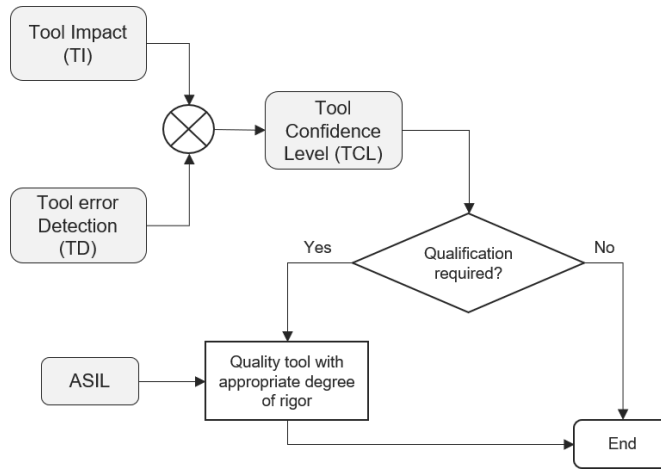 Tool Impact
(TI)
Tool
Confidence
Level (TCL)
Tool error
Detection
(TD)
Qualification
required?
Yes
No
Quality tool with
appropriate degree
of rigor
ASIL
End